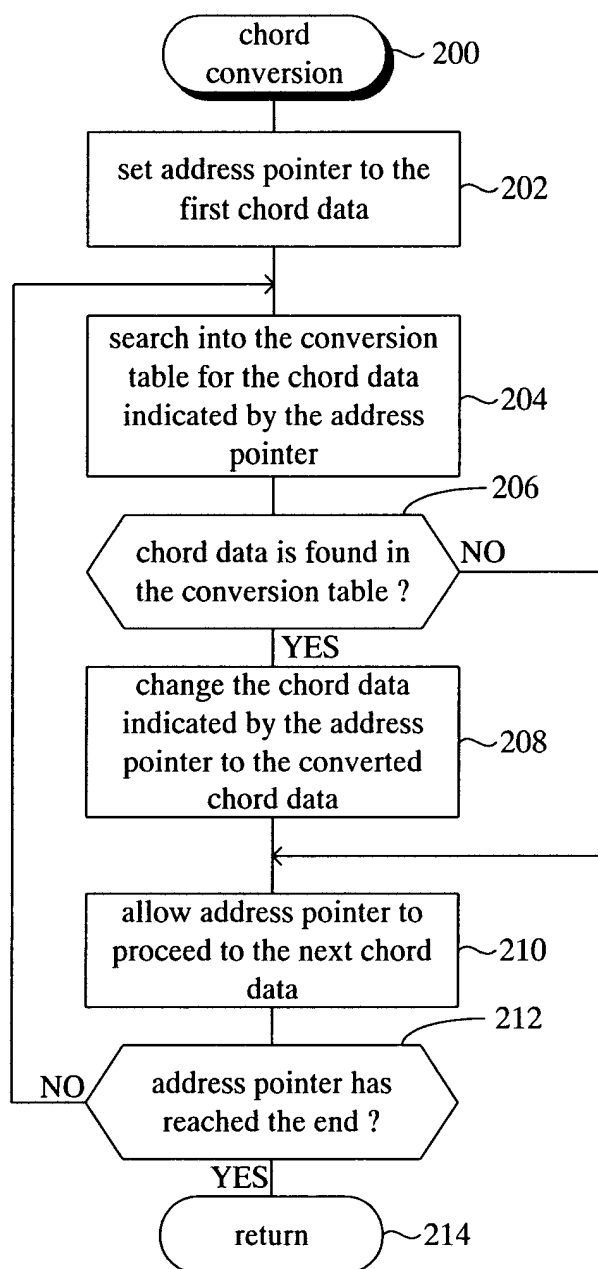 chord
conversion
200
set address pointer to the
first chord data
202
search into the conversion
table for the chord data
indicated by the address
pointer
204
206
chord data is found in
the conversion table ?
NO
YES
change the chord data
indicated by the address
pointer to the converted
chord data
208
allow address pointer to
proceed to the next chord
data
210
212
NO
address pointer has
reached the end ?
YES
return
214